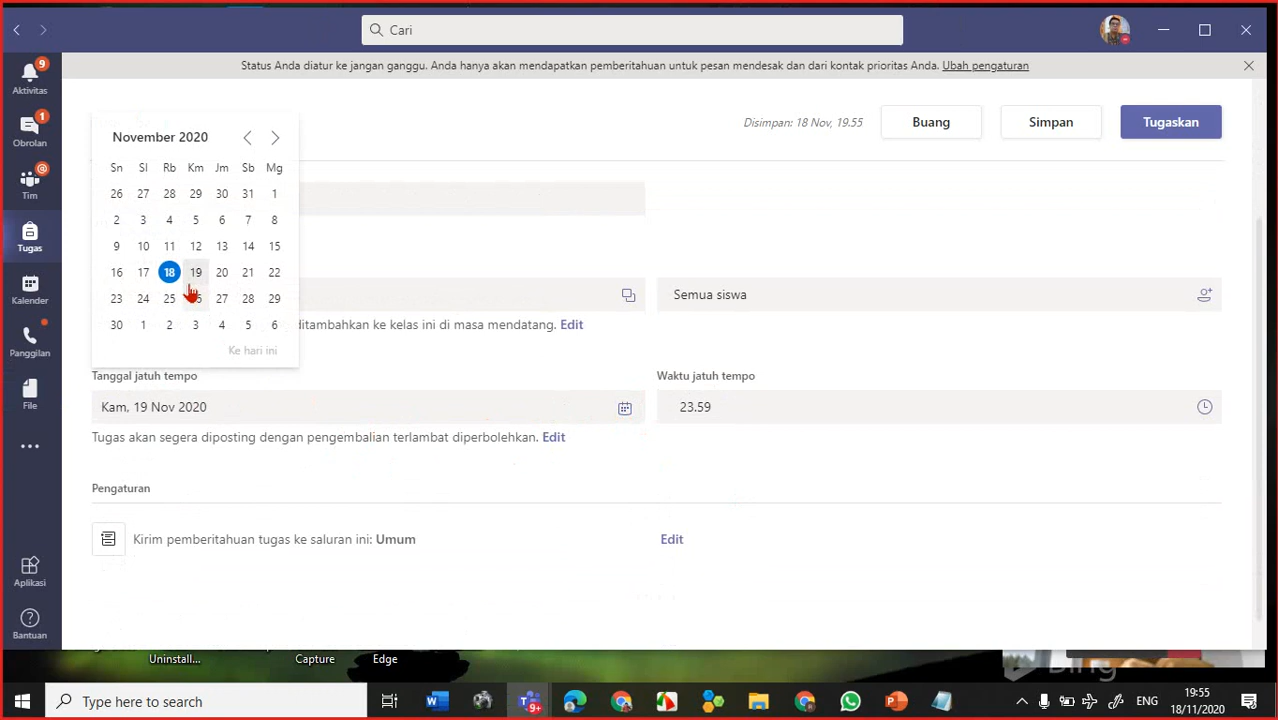 Cari
Status Anda diatur ke jangan ganggu. Anda hanya akan mendapatkan pemberitahuan untuk pesan mendesak dan dari kontak prioritas Anda. Ubah pengaturan
9
Aktivitas
1
Obrolan
@
Tim
Tugas
Kalender
Panggilan
File
Aplikasi
Bantuan
Disimpan: 18 Nov, 19.55
Buang
Simpan
Tugaskan
November 2020
Sn Sl Rb Km Jm Sb Mg
26 27 28 29 30 31 1
2 3 4 5 6 7 8
9 10 11 12 13 14 15
16 17 18 19 20 21 22
23 24 25 26 27 28 29
30 1 2 3 4 5 6
Ke hari ini
Semua siswa
ditambahkan ke kelas ini di masa mendatang. Edit
Tanggal jatuh tempo
Waktu jatuh tempo
Kam, 19 Nov 2020
23.59
Tugas akan segera diposting dengan pengembalian terlambat diperbolehkan. Edit
Pengaturan
Kirim pemberitahuan tugas ke saluran ini: Umum
Edit
Uninstall...
Capture
Edge
Bing
Type here to search
9+
ENG
19:55
18/11/2020